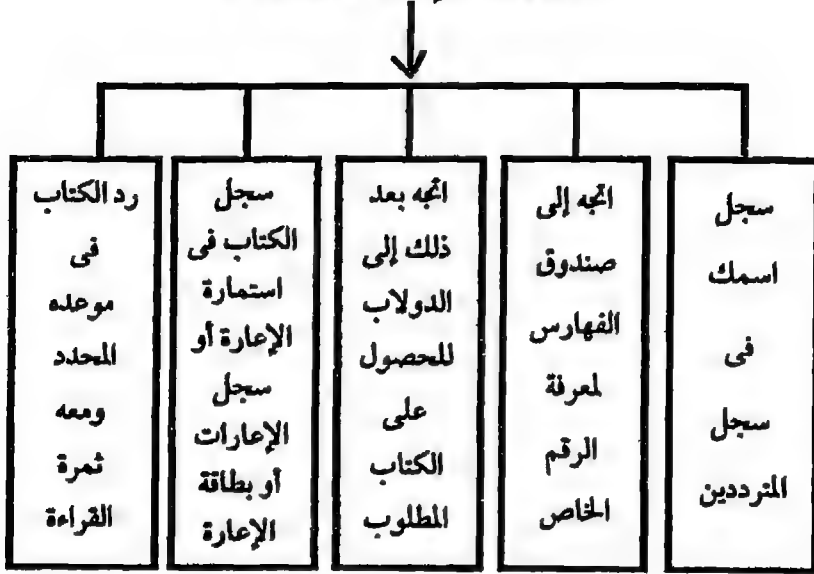 سجل
اسمك
فى
سجل
المترددين
اتجه إلى
صندوق
الفهارس
لمعرفة
الرقم
الخاص
اتجه بعد
ذلك إلى
الدولاب
للحصول
على
الكتاب
المطلوب
سجل
الكتاب فى
استمارة
الإعارة أو
سجل
الإعارات
أو بطاقة
الإعارة
رد الكتاب
فى
موعده
المحدد
ومعه
ثمرة
القراءة